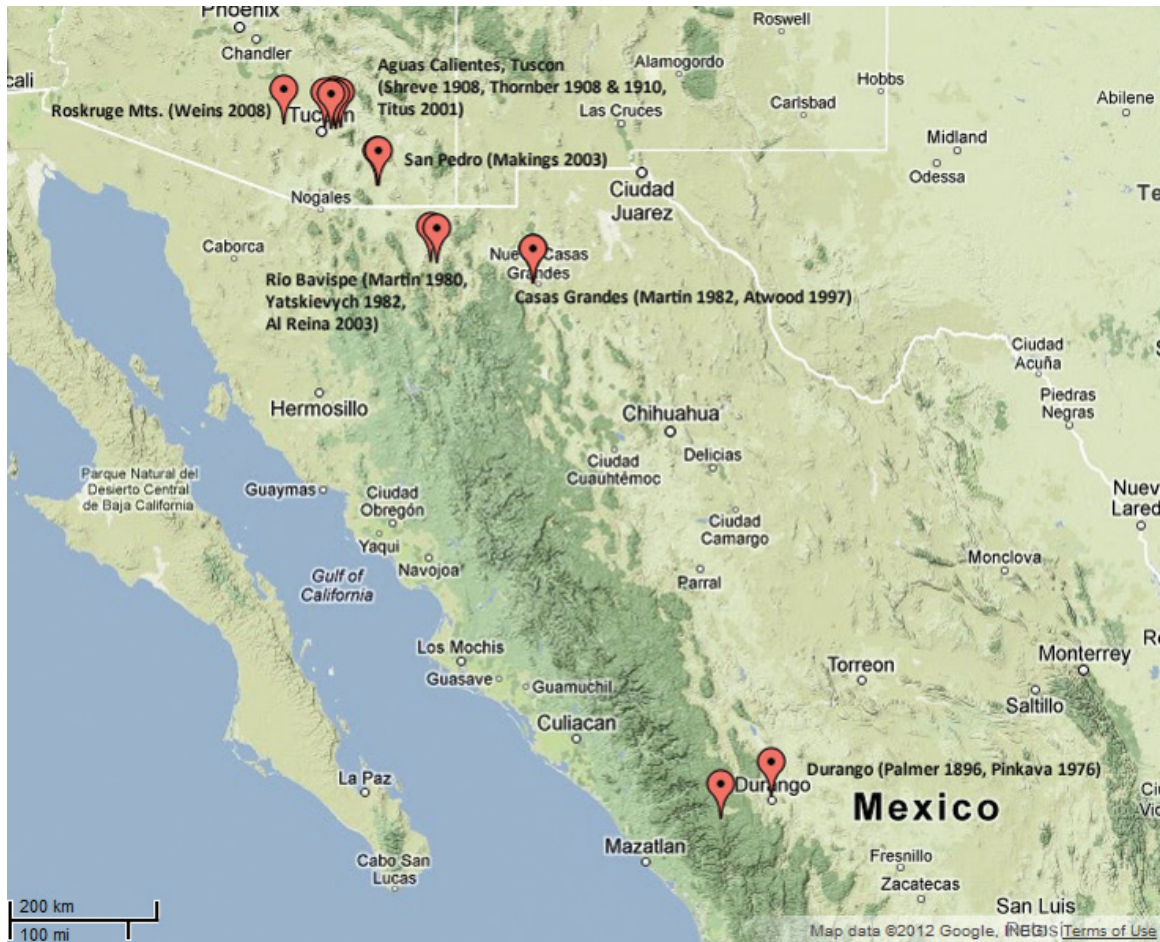 Phoenix
Chandler
Roswell
Alamogordo
Hobbs
cali
Aguas Calientes, Tuscon
(Shreve 1908, Thornber 1908 & 1910,
Titus 2001)
Las Cruces
Carlsbad
Abilene
Roskruge Mts. (Weins 2008)
Midland
Odessa
San Pedro (Makings 2003)
Nogales
Ciudad
Juarez
Te
Caborca
Casas
Grandes
Rio Bavispe (Martin 1980,
Yatskievych 1982,
Al Reina 2003)
Casas Grandes (Martin 1982, Atwood 1997)
Ciudad
Acuña
Piedras
Negras
Hermosillo
Chihuahua
Delicias
Ciudad
Cuauhtémoc
Parque Natural del
Desierto Central
de Baja California
Guaymas
Ciudad
Obregón
Yaqui
Navojoa
Ciudad
Camargo
Nuev
Lared
Monclova
Parral
Gulf of
California
Los Mochis
Guasave
Guamuchil
Torreon
Monterrey
Saltillo
Culiacan
La Paz
Durango
Durango (Palmer 1896, Pinkava 1976)
Mexico
Mazatlan
Cabo San
Lucas
Fresnillo
Zacatecas
San Luis
200 km
100 mi
Map data ©2012 Google, INEGI - Terms of Use